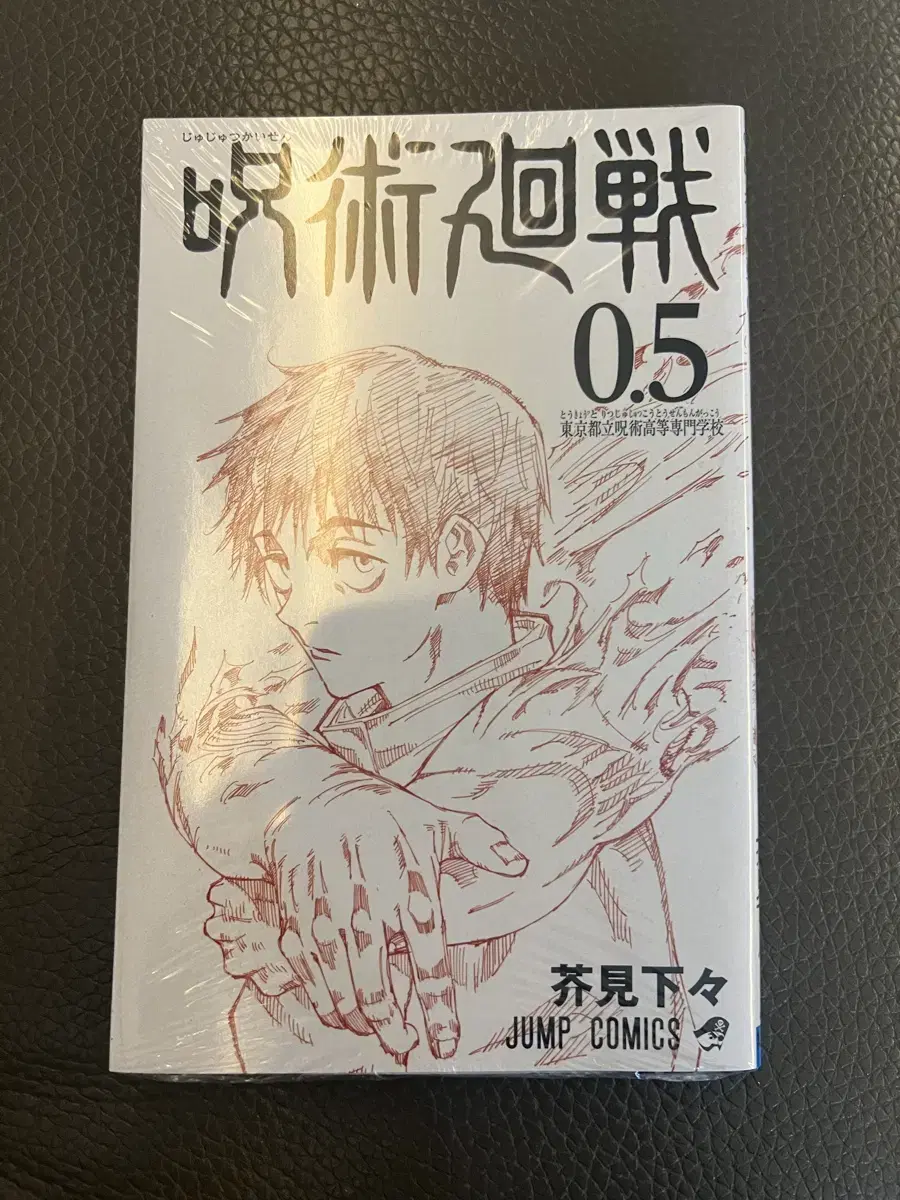 じゅじゅつかいせん
呪術廻戦
0.5
とうきょうとりつじゅじゅつこうとうせんもんがっこう
東京都立呪術高等専門学校
芥見下々
JUMP COMICS